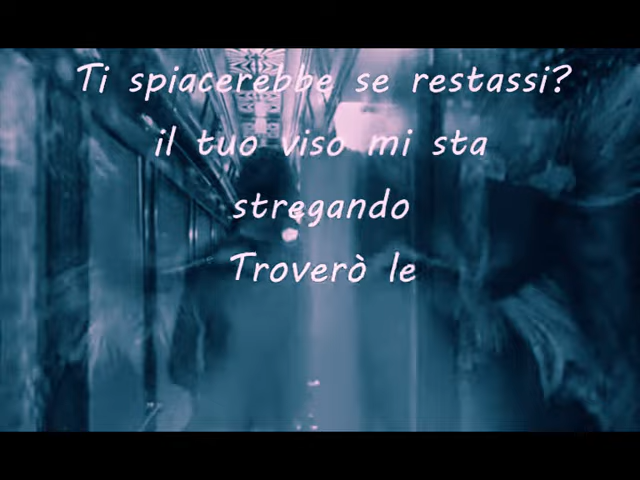 Ti spiacerebbe se restassi?
il tuo viso mi sta
stregando
Troverò le